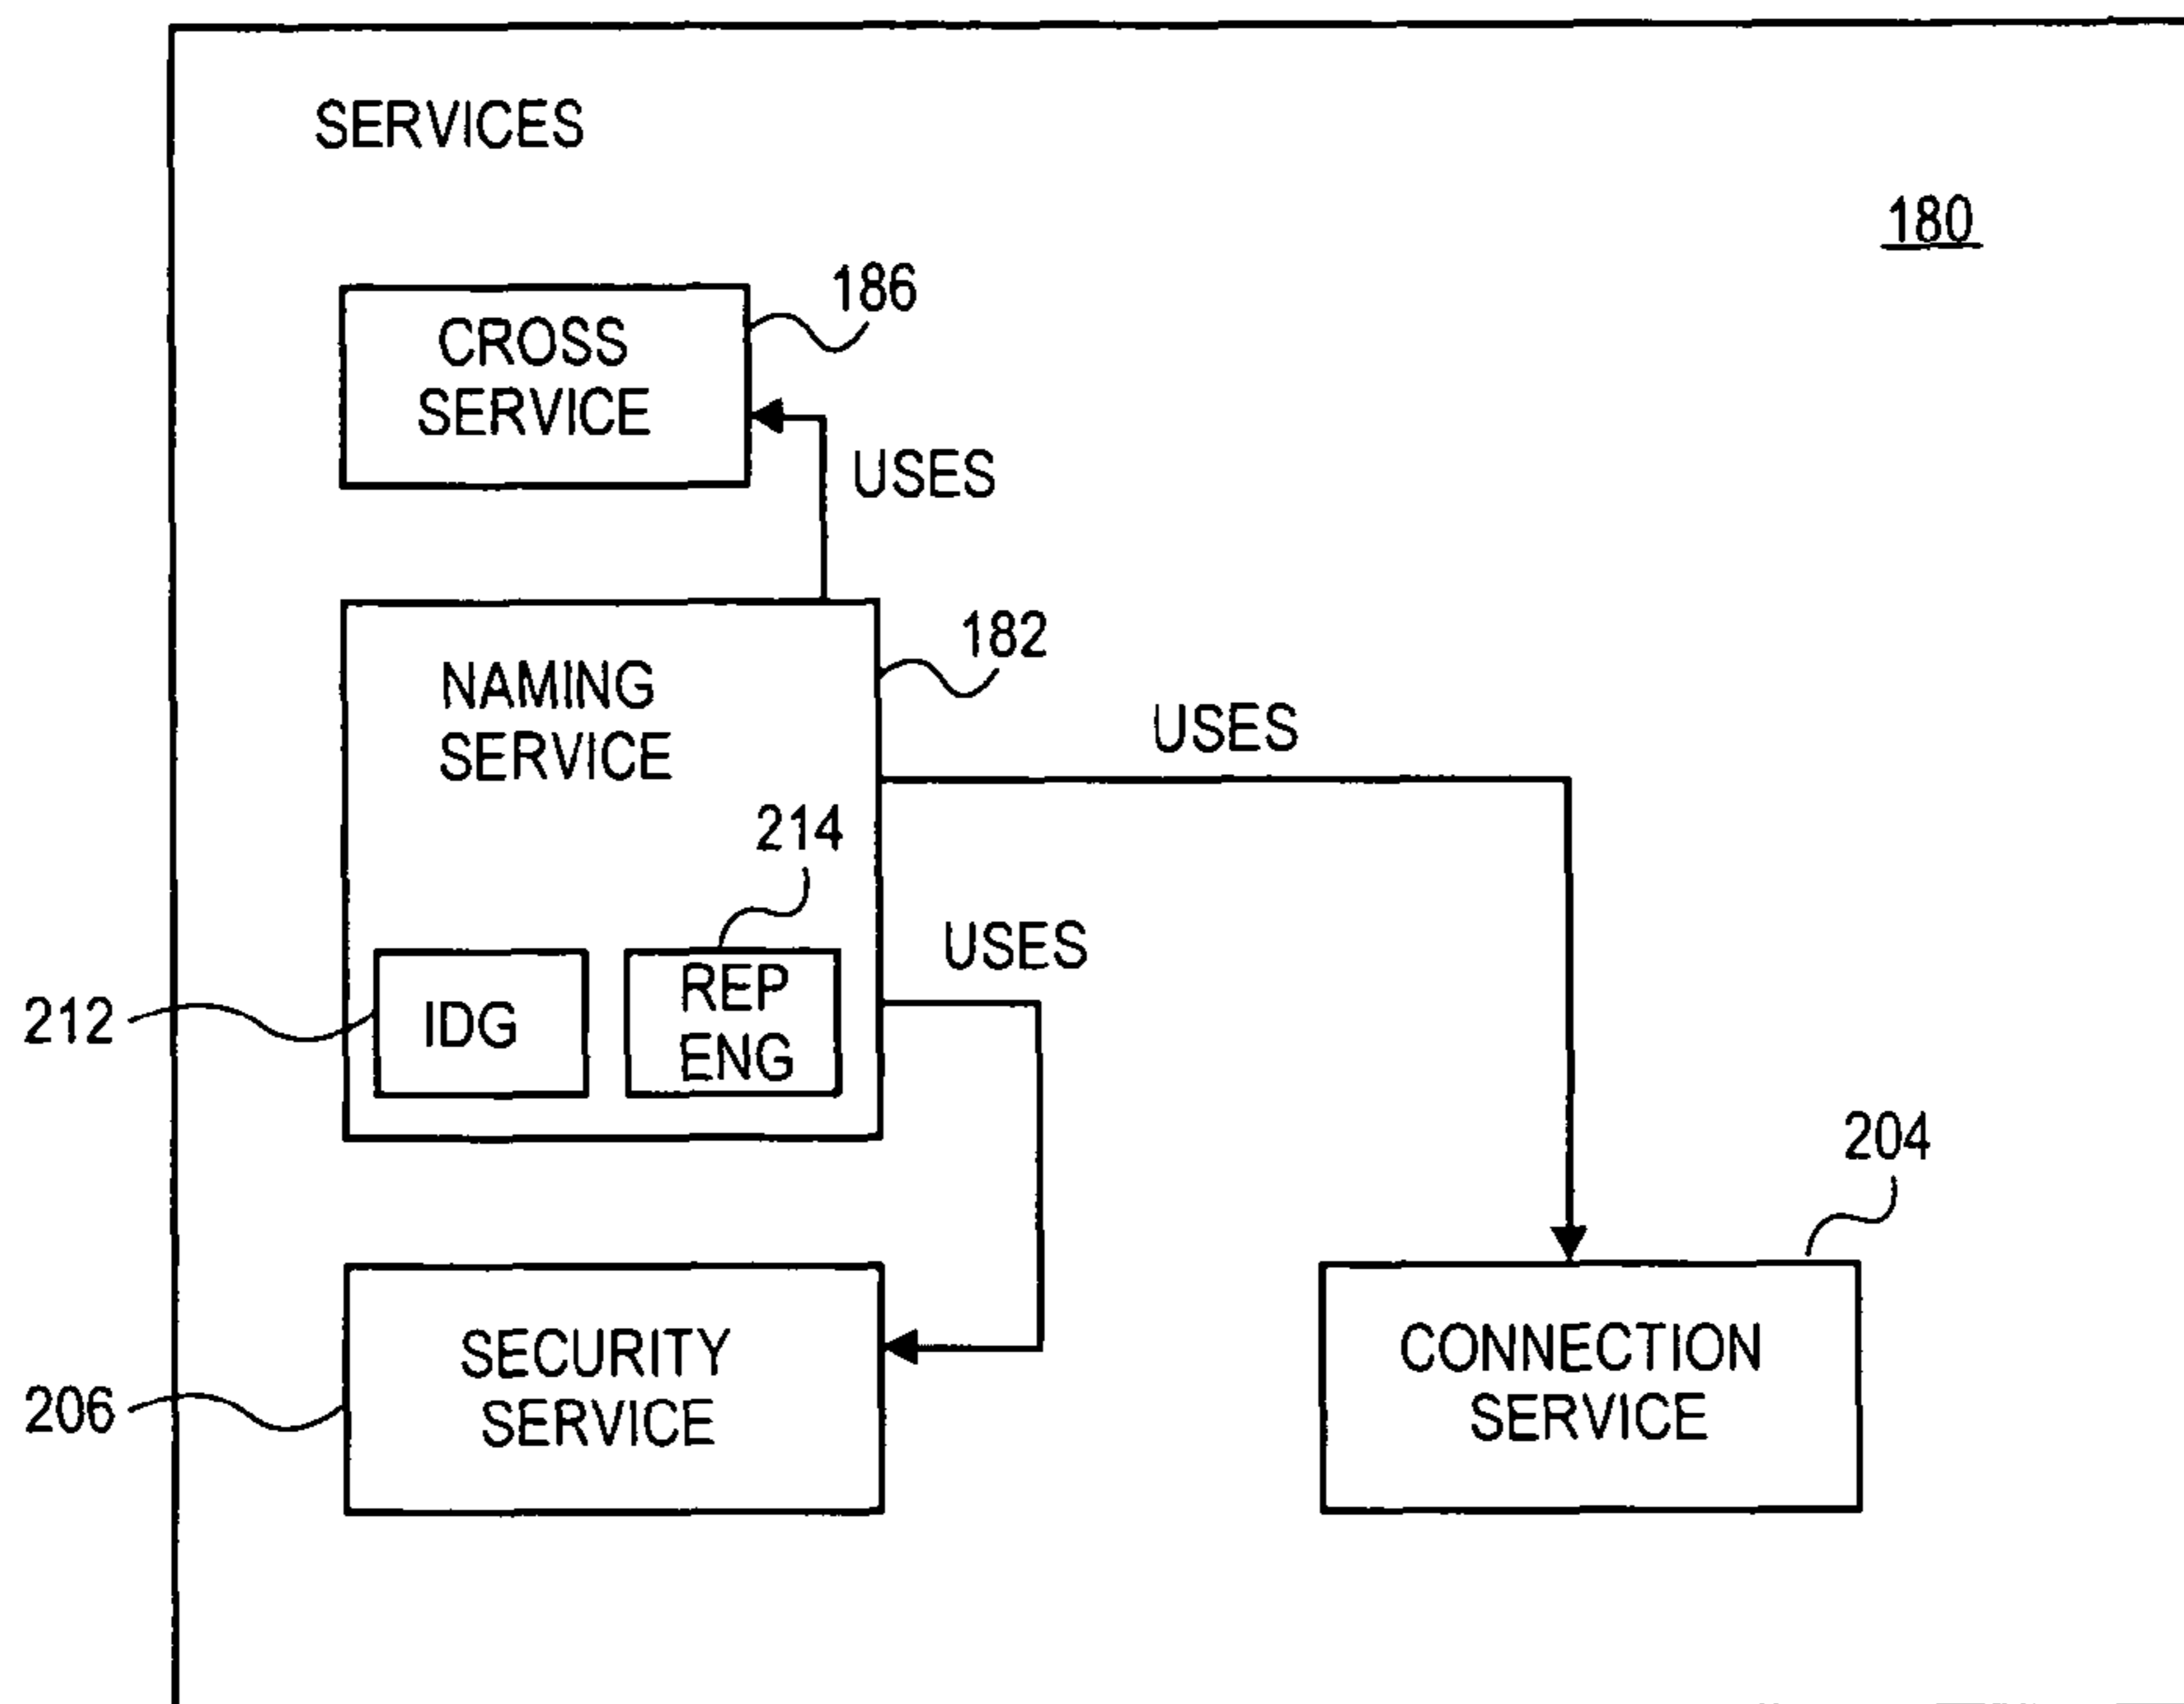 SERVICES
180
186
CROSS
SERVICE
USES
182
NAMING
SERVICE
USES
214
USES
212
IDG
REP
ENG
204
206
SECURITY
SERVICE
CONNECTION
SERVICE